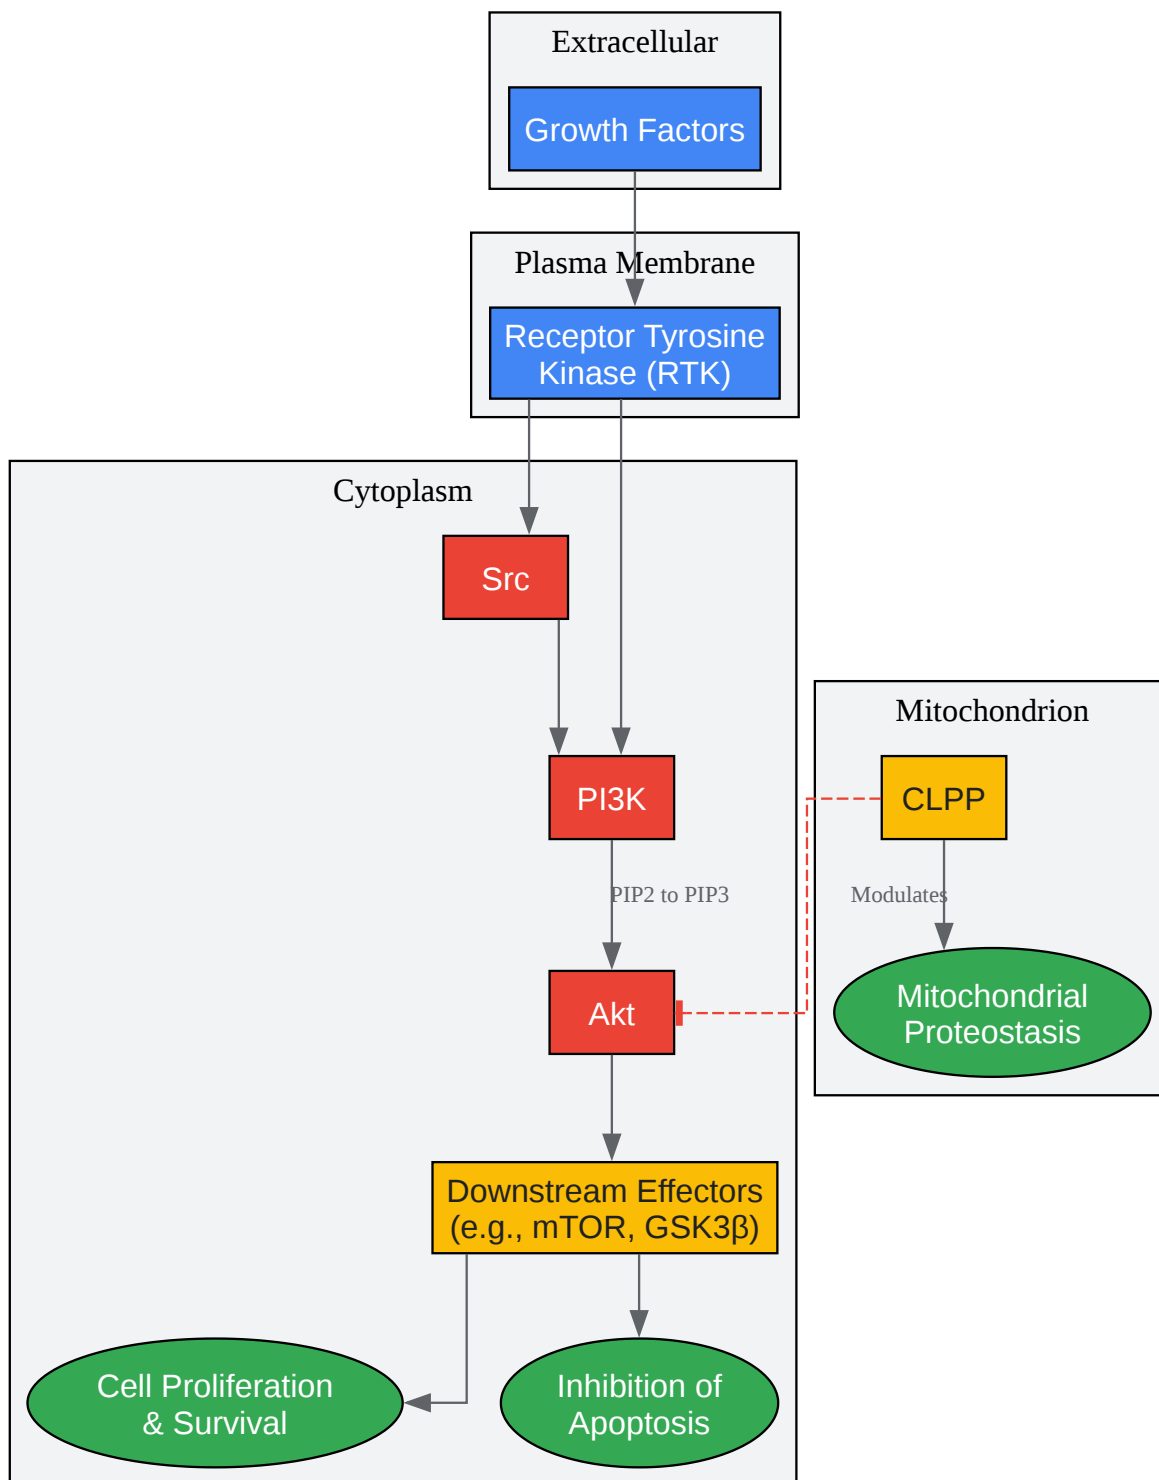 Extracellular
Growth Factors
Plasma Membrane
Receptor Tyrosine
Kinase (RTK)
Cytoplasm
Src
Mitochondrion
PI3K
CLPP
PIP2 to PIP3
Modulates
Akt
Mitochondrial
Proteostasis
Downstream Effectors
(e.g., mTOR, GSK3β)
Cell Proliferation
& Survival
Inhibition of
Apoptosis